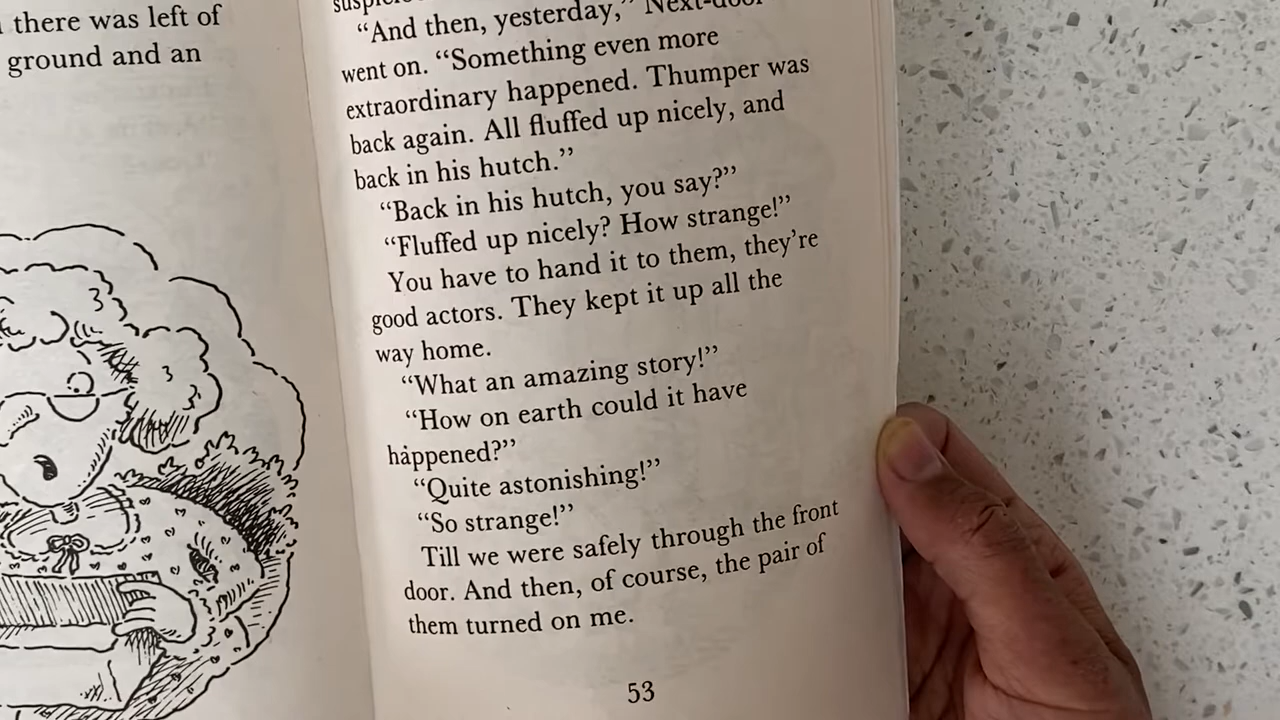 there was left of
ground and an
“And then, yesterday,” Next-door
went on. “Something even more
extraordinary happened. Thumper was
back again. All fluffed up nicely, and
back in his hutch.”
“Back in his hutch, you say?”
“Fluffed up nicely? How strange!”
You have to hand it to them, they’re
good actors. They kept it up all the
way home.
“What an amazing story!”
“How on earth could it have
happened?”
“Quite astonishing!”
“So strange!”
Till we were safely through the front
door. And then, of course, the pair of
them turned on me.
53